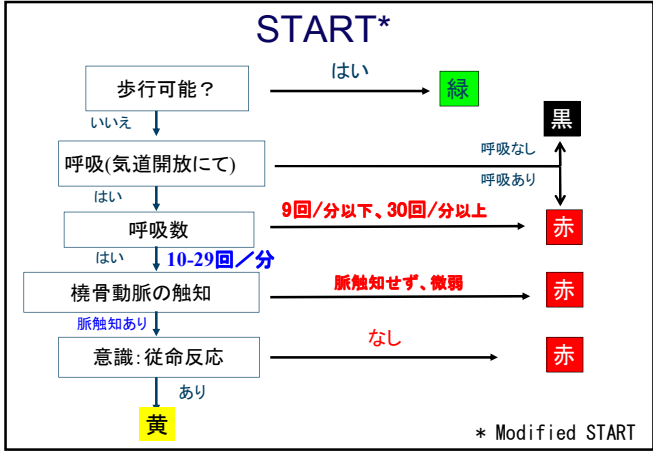 START*
歩行可能？
はい
緑
いいえ
黒
呼吸(気道開放にて)
呼吸なし
呼吸あり
はい
呼吸数
9回/分以下、30回/分以上
赤
はい
10-29回／分
橈骨動脈の触知
脈触知せず、微弱
赤
脈触知あり
意識：従命反応
なし
赤
あり
黄
* Modified START